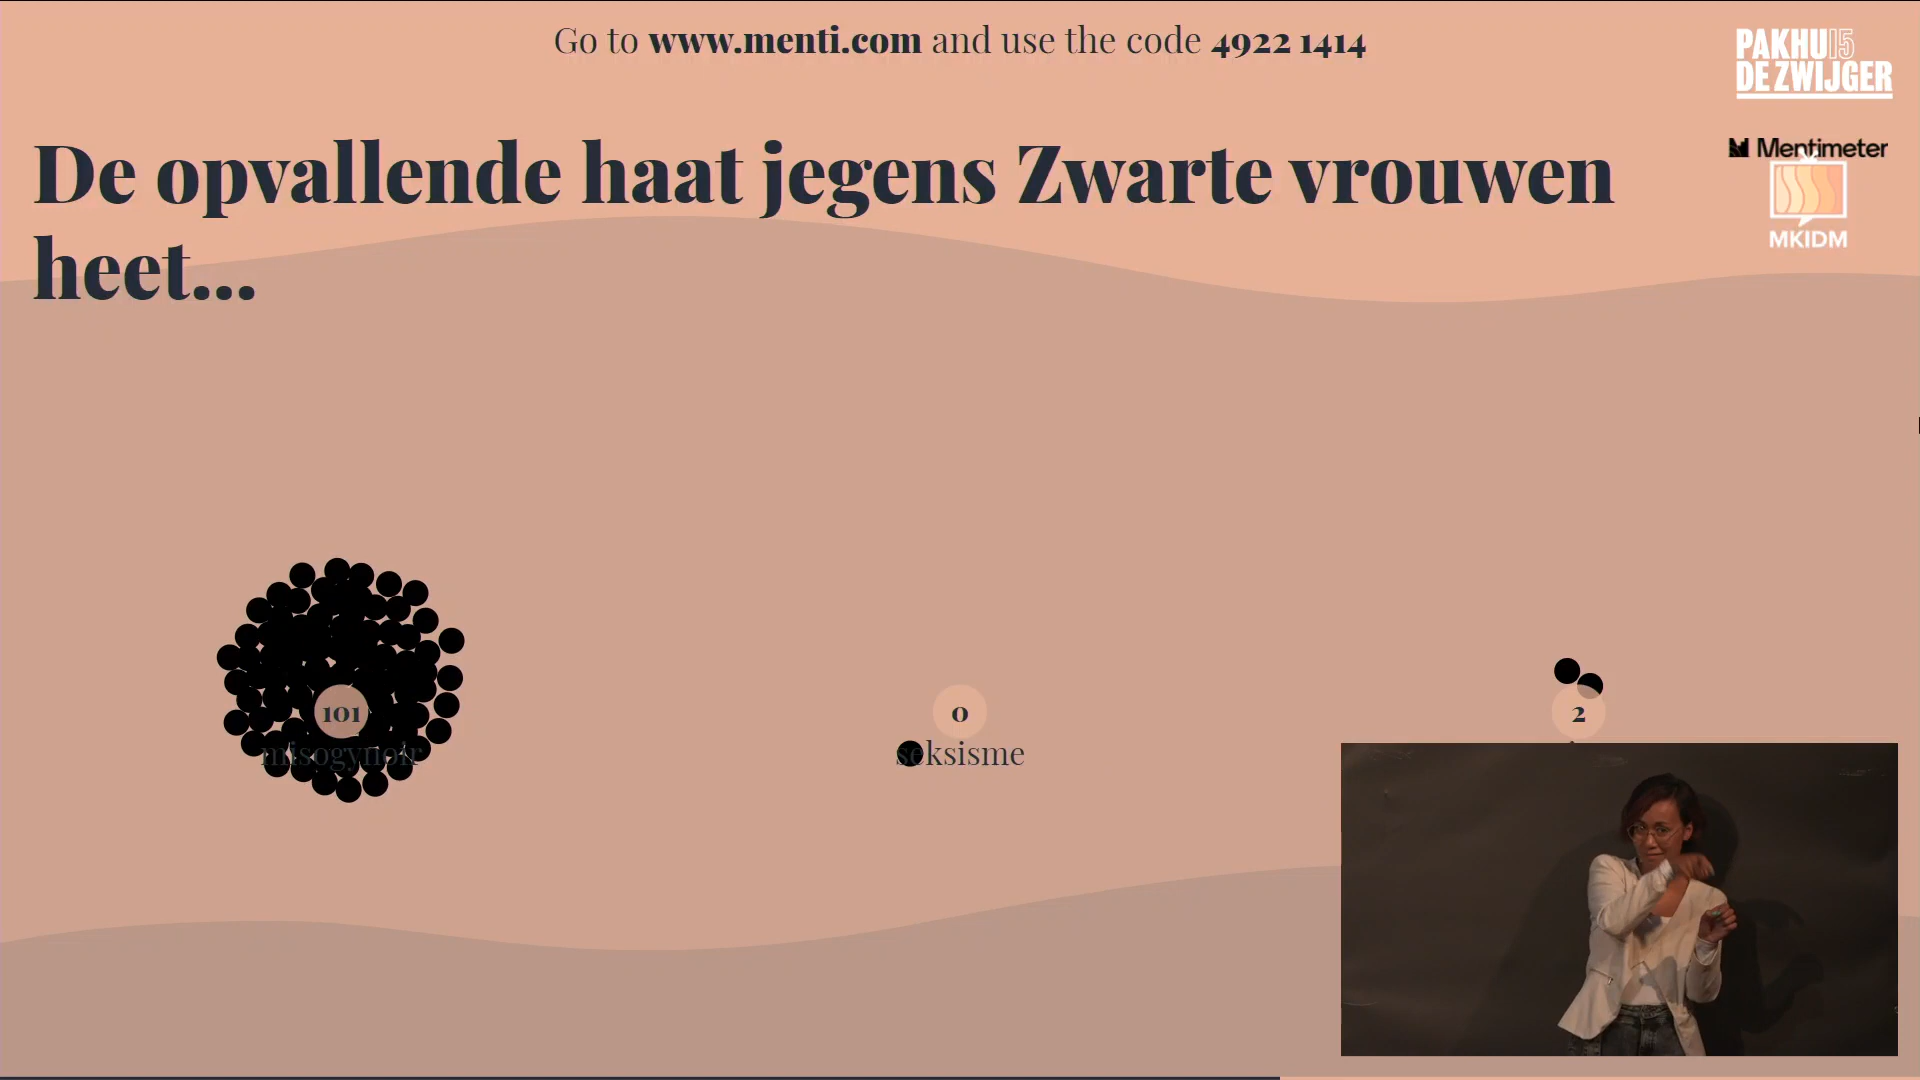 Go to www.menti.com and use the code 4922 1414
PAKHU15
DE ZWIJGER
Mentimeter
MKIDM
De opvallende haat jegens Zwarte vrouwen
heet...
101
misogynoir
0
seksisme
2